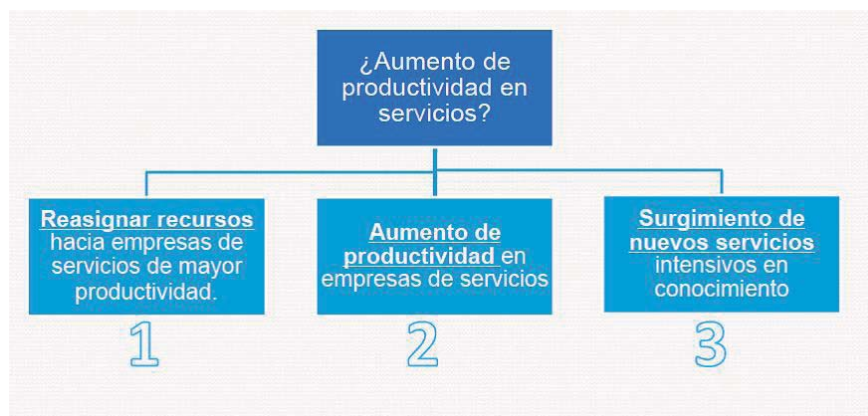 ¿Aumento de
productividad en
servicios?
Reasignar recursos
hacia empresas de
servicios de mayor
productividad.
Aumento de
productividad en
empresas de servicios
Surgimiento de
nuevos servicios
intensivos en
conocimiento
1
2
3